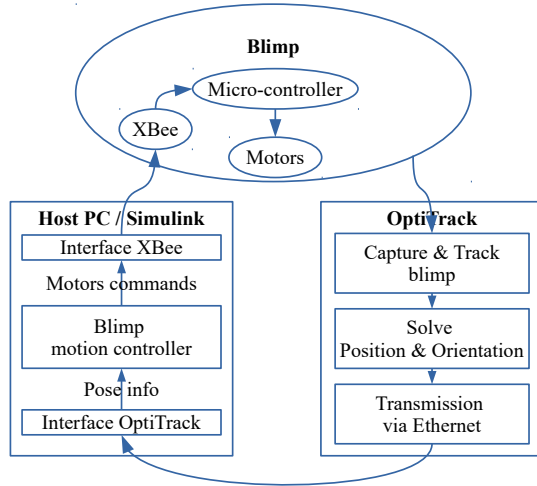 Blimp
Micro-controller
XBee
Motors
Host PC / Simulink
Interface XBee
Motors commands
Blimp
motion controller
Pose info
Interface OptiTrack
OptiTrack
Capture & Track
blimp
Solve
Position & Orientation
Transmission
via Ethernet